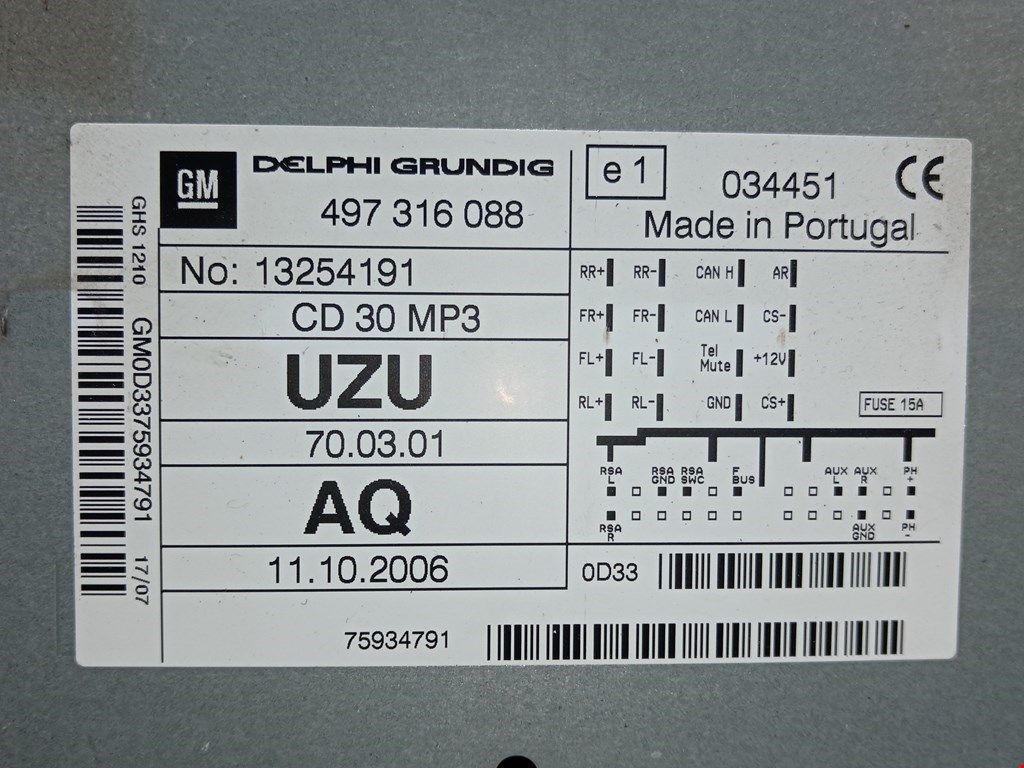 GM
DELPHI GRUNDIG
497 316 088
e 1
034451
CE
Made in Portugal
No: 13254191
CD 30 MP3
UZU
70.03.01
AQ
11.10.2006
RR+ RR- CAN H AR
FR+ FR- CAN L CS-
FL+ FL- Tel Mute +12V
RL+ RL- GND CS+
FUSE 15A
RSA L RSA GND RSA SWC F BUS AUX L AUX R PH +
RSA R AUX GND PH -
0D33
75934791
GHS 1210 GM0D3375934791 17/07